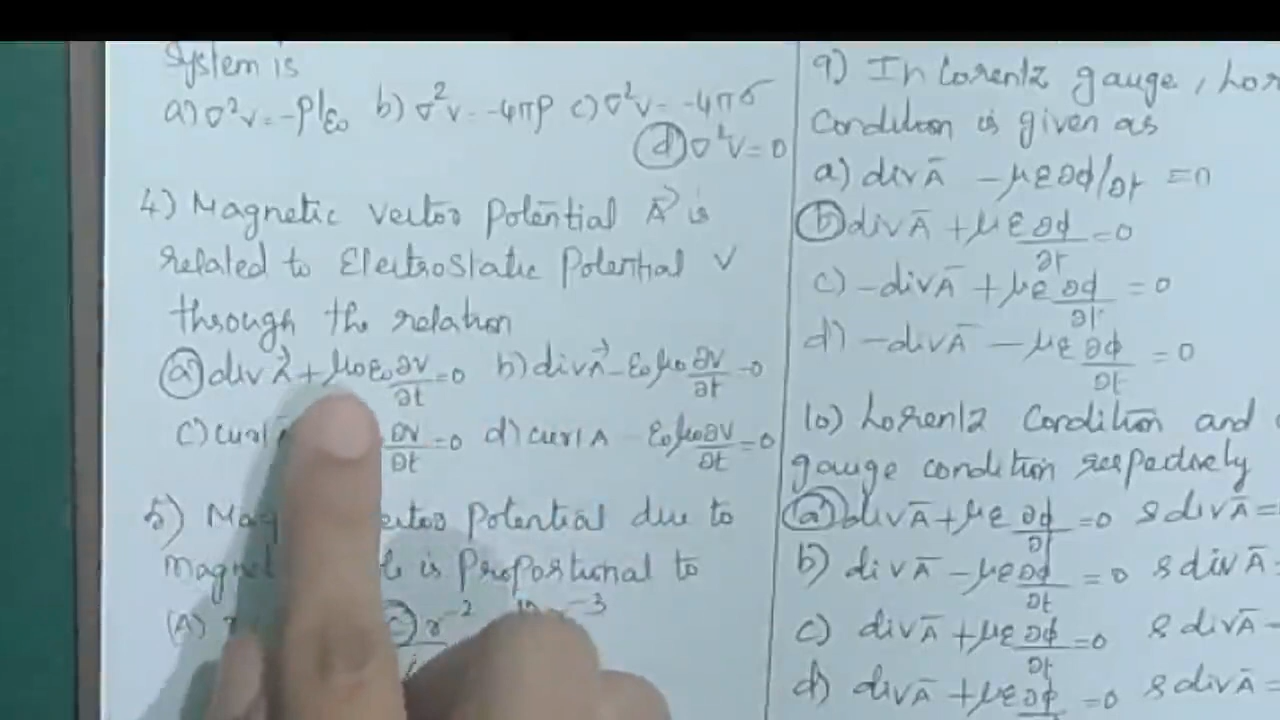 System is
a) ∇²v = -ρ/ε₀ b) ∇²v = -4πρ c) ∇²v = -4πσ
d) ∇²v = 0
4) Magnetic vector Potential A⃗ is
related to Electrostatic Potential V
through the relation
a) div A⃗ + μ₀ε₀ ∂v/∂t = 0 b) div A⃗ - ε₀μ₀ ∂v/∂t = 0
c) curl ∂v/∂t = 0 d) curl A - ε₀μ₀ ∂v/∂t = 0
5) Potential due to
is Proportional to
(A) c) r⁻² ⁻³
9) In Lorentz gauge,
Condition is given as
a) div Ā - με∂ϕ/∂t = 0
b) div Ā + με ∂ϕ/∂t = 0
c) -div Ā + με ∂ϕ/∂t = 0
d) -div Ā - με ∂ϕ/∂t = 0
10) Lorentz Condition and
gauge condition respectively
a) div Ā + με ∂ϕ/∂t = 0 & div Ā =
b) div Ā - με ∂ϕ/∂t = 0 & div Ā =
c) div Ā + με ∂ϕ/∂t = 0 & div Ā
d) div Ā + με ∂ϕ/∂t = 0 & div Ā =